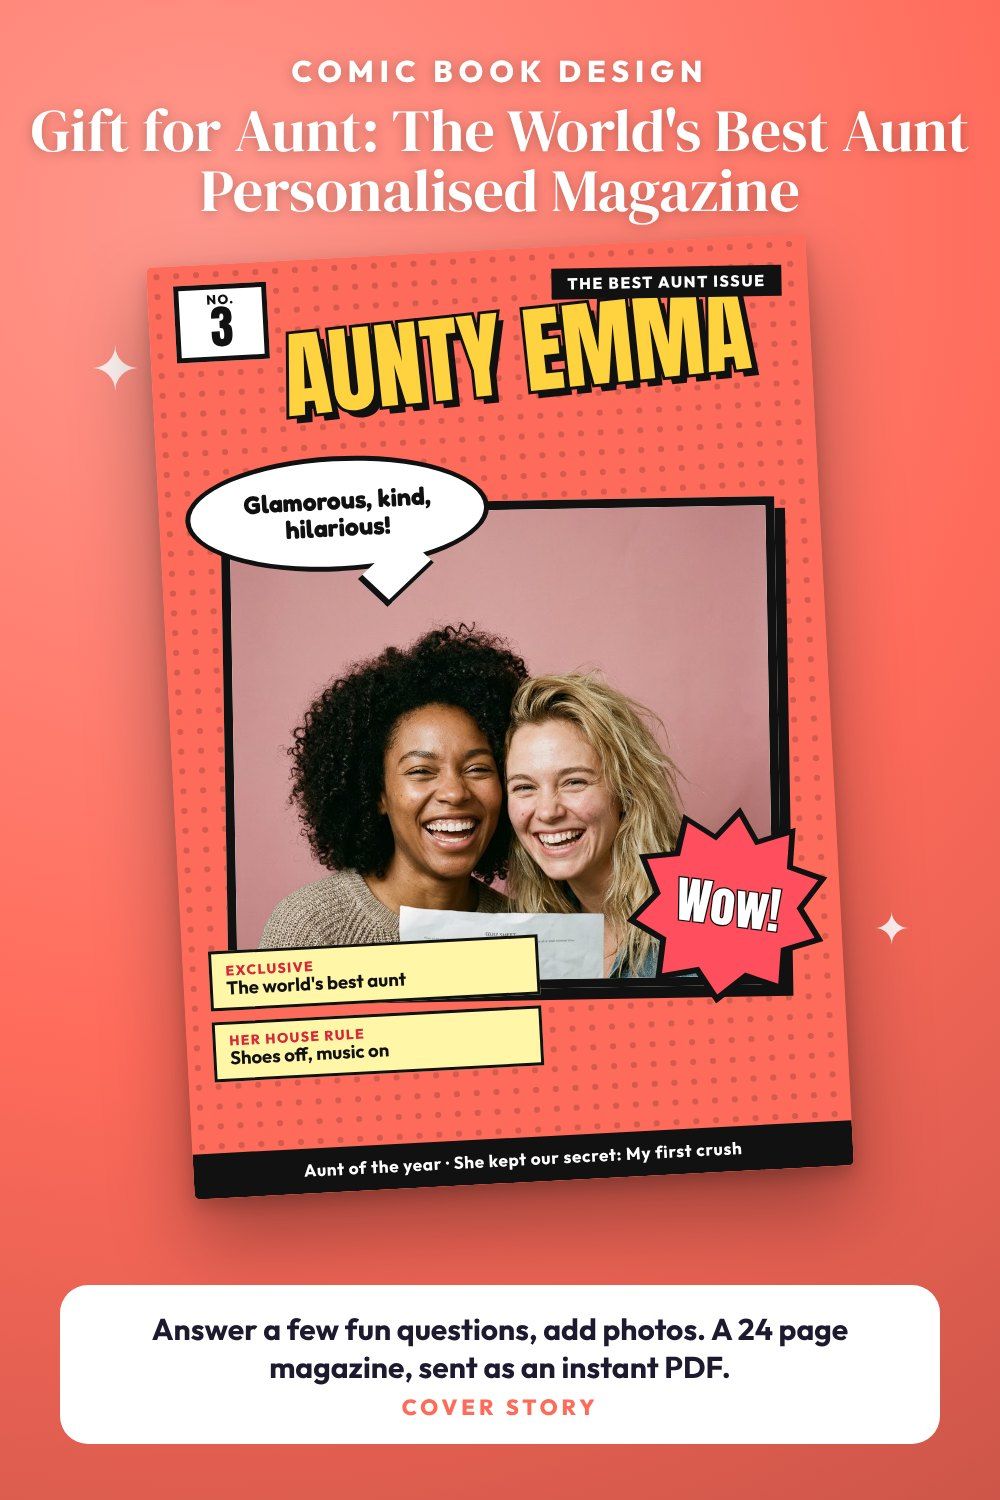 COMIC BOOK DESIGN
Gift for Aunt: The World's Best Aunt
Personalised Magazine
THE BEST AUNT ISSUE
NO.
3
AUNTY EMMA
Glamorous, kind,
hilarious!
Wow!
EXCLUSIVE
The world's best aunt
HER HOUSE RULE
Shoes off, music on
Aunt of the year · She kept our secret: My first crush
Answer a few fun questions, add photos. A 24 page
magazine, sent as an instant PDF.
COVER STORY